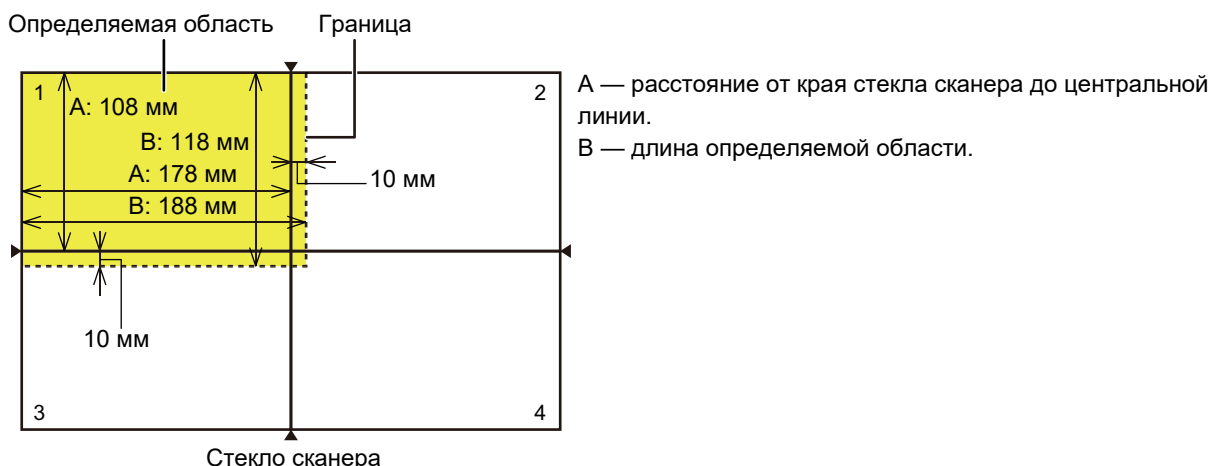 Определяемая область
Граница
1
2
A: 108 мм
B: 118 мм
A: 178 мм
10 мм
B: 188 мм
10 мм
3
4
Стекло сканера
A — расстояние от края стекла сканера до центральной
линии.
B — длина определяемой области.